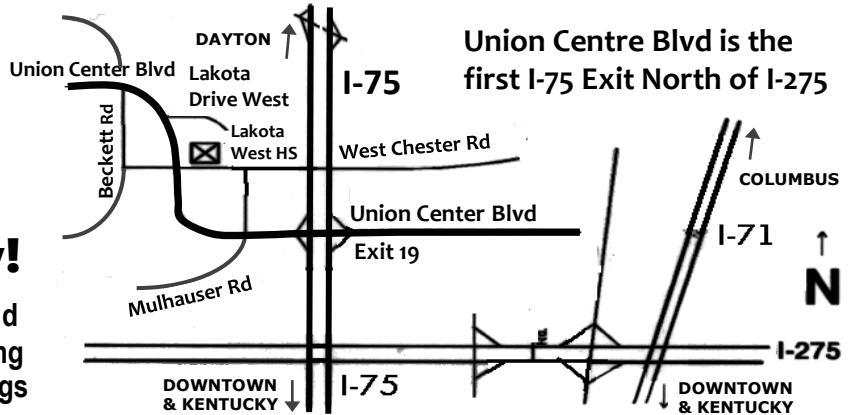 DAYTON
Union Centre Blvd is the
first I-75 Exit North of I-275
Union Center Blvd
Lakota
Drive West
I-75
Beckett Rd
Lakota
West HS
West Chester Rd
COLUMBUS
Union Center Blvd
I-71
Exit 19
y!
N
Mulhauser Rd
d
ng
gs
I-275
I-75
DOWNTOWN
& KENTUCKY
DOWNTOWN
& KENTUCKY